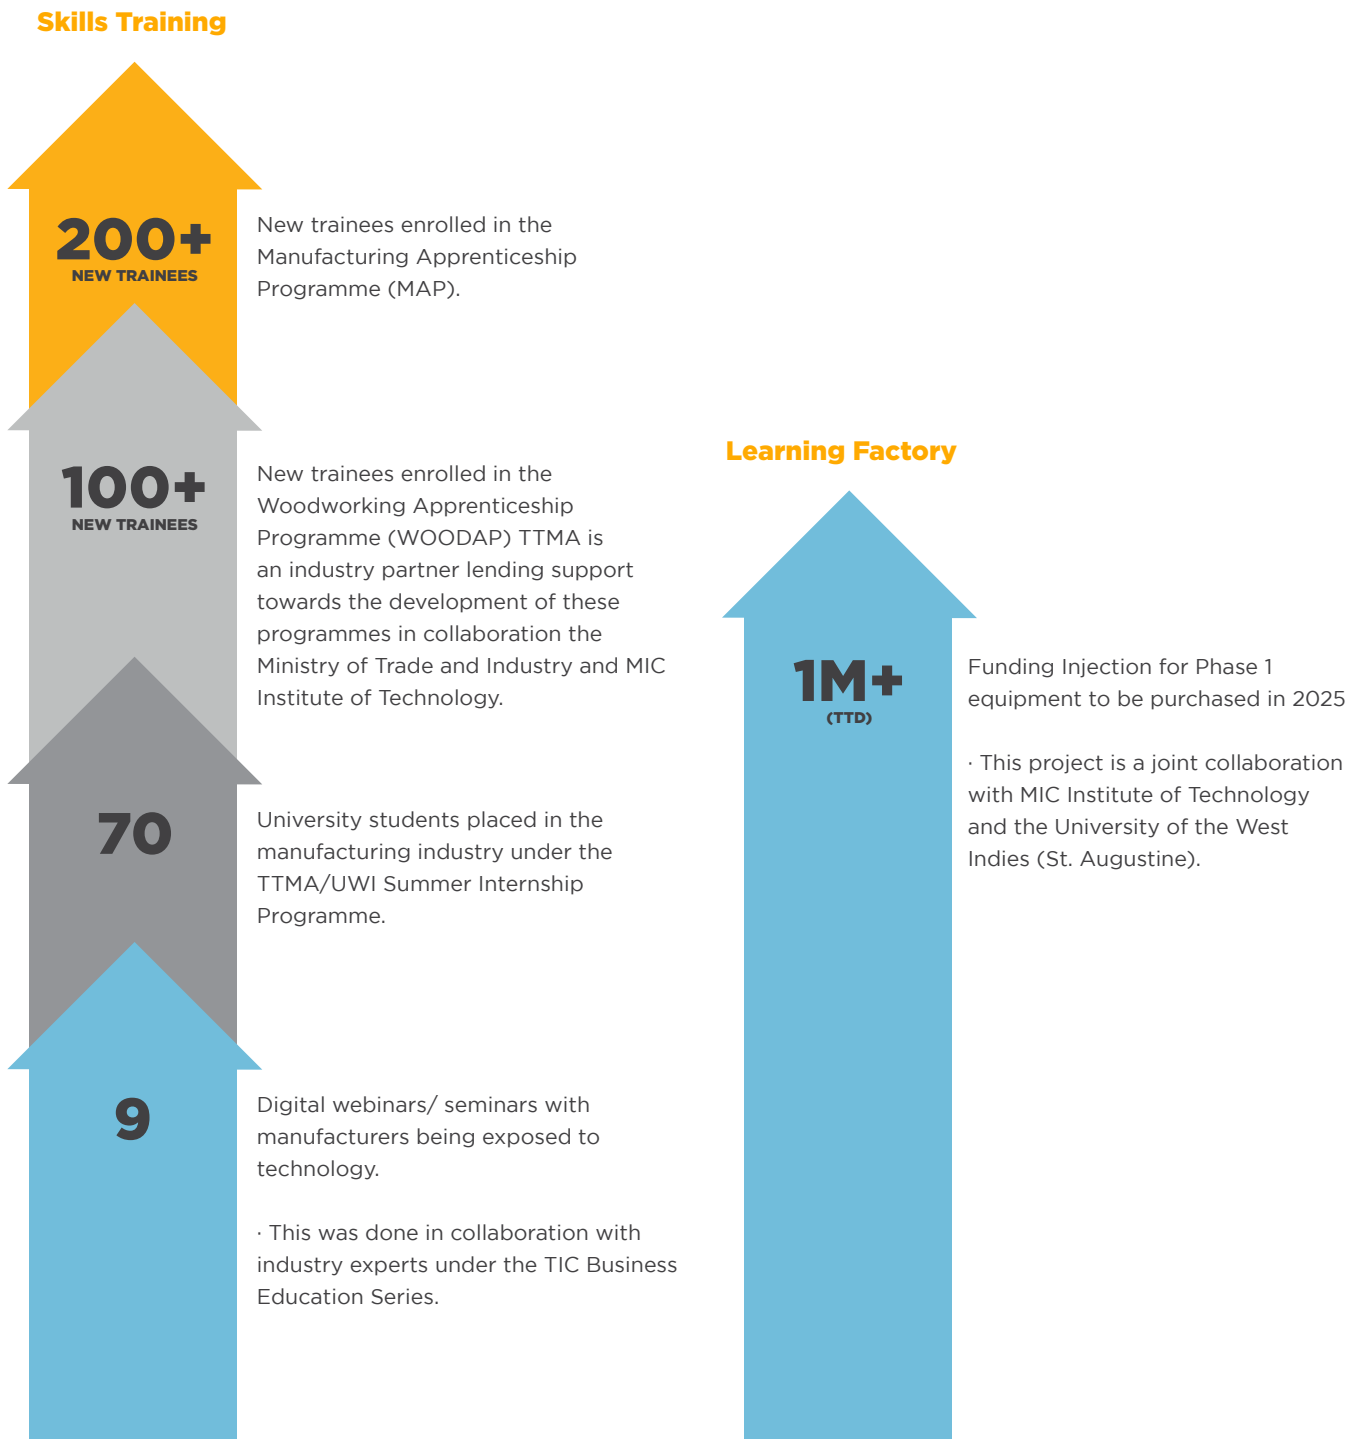 Skills Training
200+
NEW TRAINEES
New trainees enrolled in the
Manufacturing Apprenticeship
Programme (MAP).
100+
NEW TRAINEES
New trainees enrolled in the
Woodworking Apprenticeship
Programme (WOODAP) TTMA is
an industry partner lending support
towards the development of these
programmes in collaboration the
Ministry of Trade and Industry and MIC
Institute of Technology.
70
University students placed in the
manufacturing industry under the
TTMA/UWI Summer Internship
Programme.
9
Digital webinars/ seminars with
manufacturers being exposed to
technology.
· This was done in collaboration with
industry experts under the TIC Business
Education Series.
Learning Factory
1M+
(TTD)
Funding Injection for Phase 1
equipment to be purchased in 2025
· This project is a joint collaboration
with MIC Institute of Technology
and the University of the West
Indies (St. Augustine).